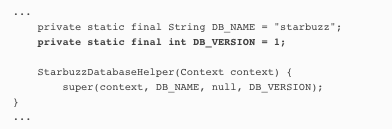 ...
private static final String DB_NAME = "starbuzz";
private static final int DB_VERSION = 1;
StarbuzzDatabaseHelper(Context context) {
super(context, DB_NAME, null, DB_VERSION);
}
...